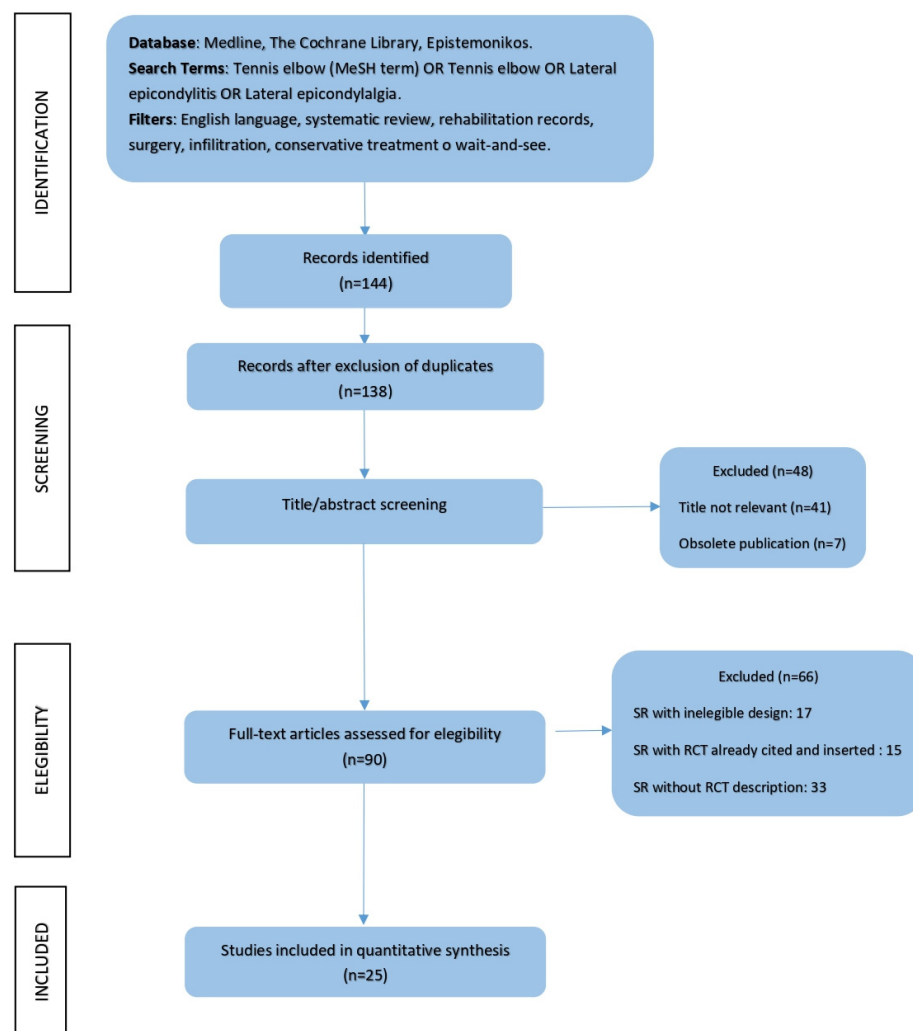 IDENTIFICATION
Database: Medline, The Cochrane Library, Epistemonikos.
Search Terms: Tennis elbow (MeSH term) OR Tennis elbow OR Lateral
epicondylitis OR Lateral epicondylalgia.
Filters: English language, systematic review, rehabilitation records,
surgery, infiltration, conservative treatment o wait-and-see.
Records identified
(n=144)
SCREENING
Records after exclusion of duplicates
(n=138)
Title/abstract screening
Excluded (n=48)
Title not relevant (n=41)
Obsolete publication (n=7)
ELEGIBILITY
Full-text articles assessed for elegibility
(n=90)
Excluded (n=66)
SR with inelegible design: 17
SR with RCT already cited and inserted : 15
SR without RCT description: 33
INCLUDED
Studies included in quantitative synthesis
(n=25)